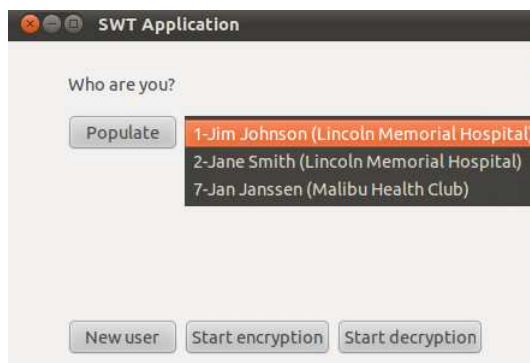 SWT Application
Who are you?
Populate
1-Jim Johnson (Lincoln Memorial Hospital)
2-Jane Smith (Lincoln Memorial Hospital)
7-Jan Janssen (Malibu Health Club)
New user Start encryption Start decryption